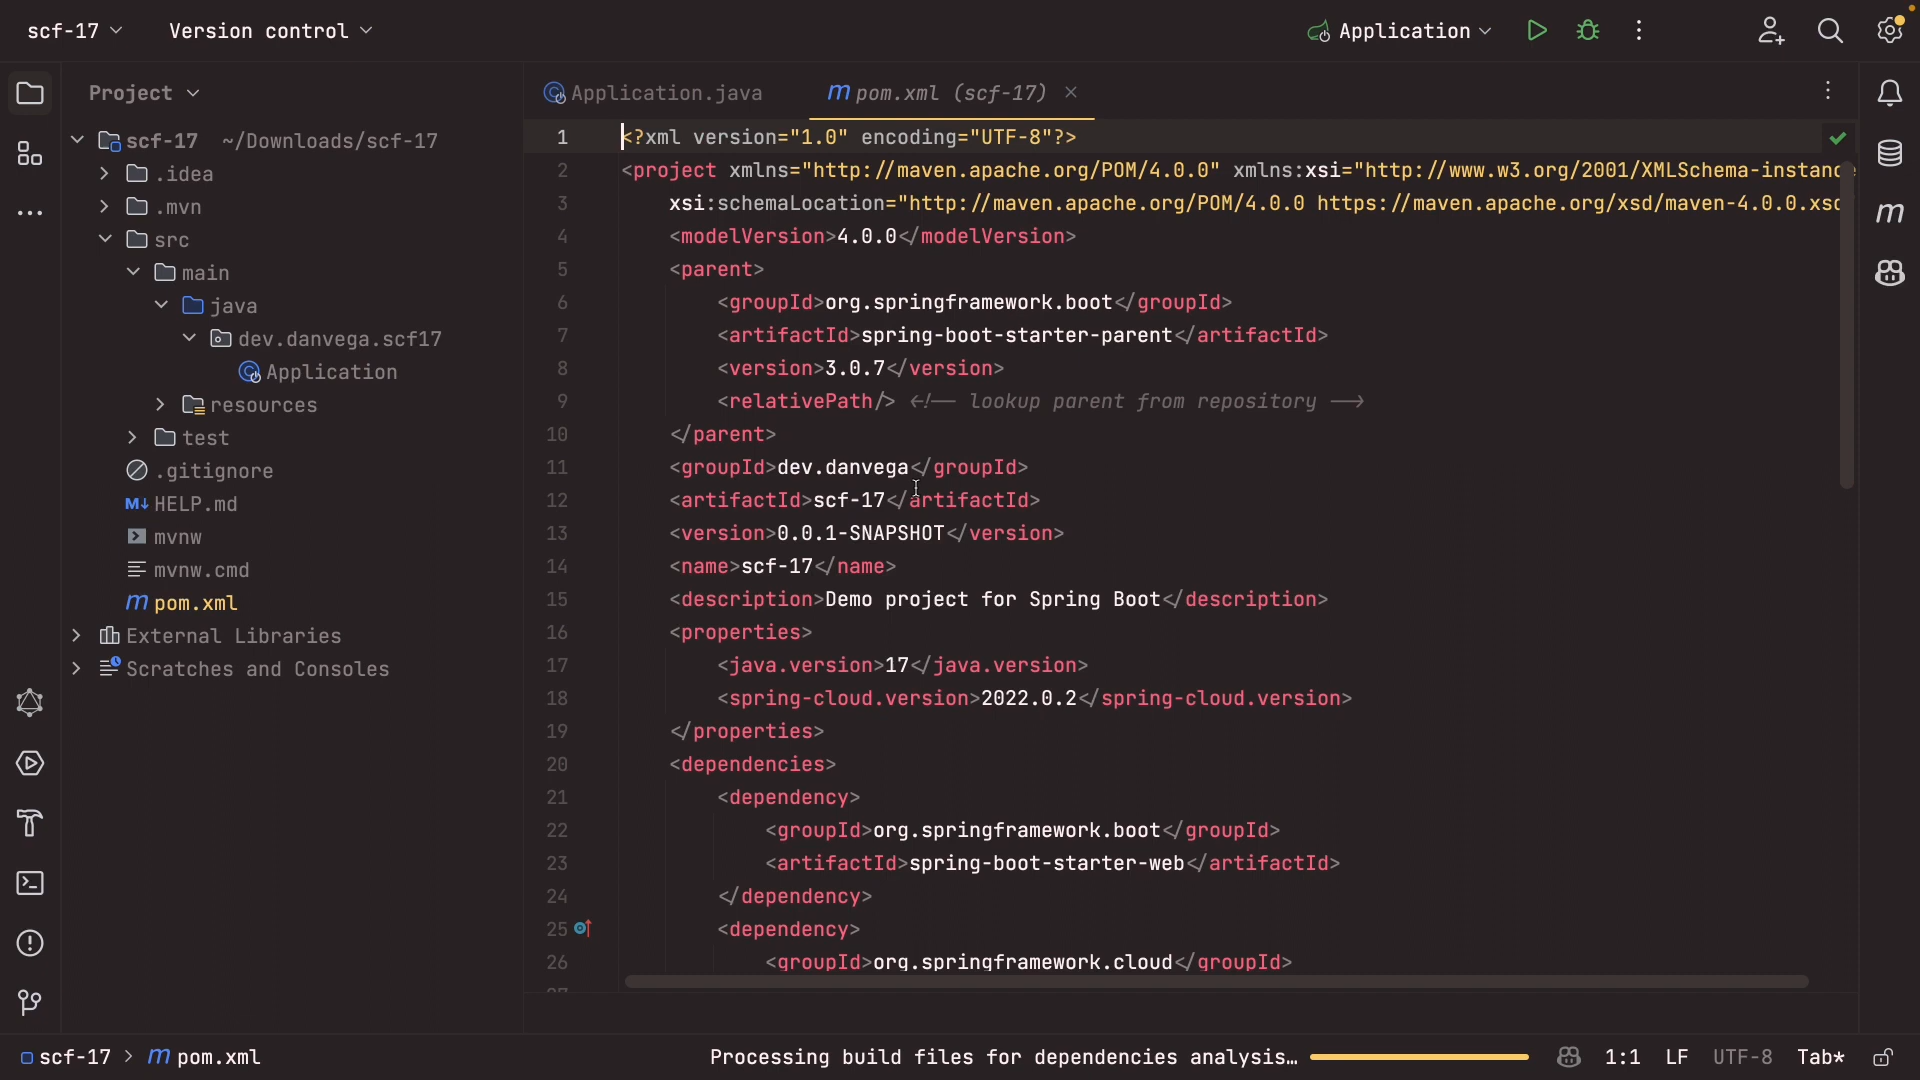 scf-17
Version control
Application
Project
Application.java
pom.xml (scf-17)
scf-17 ~/Downloads/scf-17
.idea
.mvn
src
main
java
dev.danvega.scf17
Application
resources
test
.gitignore
M↓ HELP.md
mvnw
mvnw.cmd
m pom.xml
External Libraries
Scratches and Consoles
1 <?xml version="1.0" encoding="UTF-8"?>
2 <project xmlns="http://maven.apache.org/POM/4.0.0" xmlns:xsi="http://www.w3.org/2001/XMLSchema-instance
3 xsi:schemaLocation="http://maven.apache.org/POM/4.0.0 https://maven.apache.org/xsd/maven-4.0.0.xsd
4 <modelVersion>4.0.0</modelVersion>
5 <parent>
6 <groupId>org.springframework.boot</groupId>
7 <artifactId>spring-boot-starter-parent</artifactId>
8 <version>3.0.7</version>
9 <relativePath/> <!-- lookup parent from repository -->
10 </parent>
11 <groupId>dev.danvega</groupId>
12 <artifactId>scf-17</artifactId>
13 <version>0.0.1-SNAPSHOT</version>
14 <name>scf-17</name>
15 <description>Demo project for Spring Boot</description>
16 <properties>
17 <java.version>17</java.version>
18 <spring-cloud.version>2022.0.2</spring-cloud.version>
19 </properties>
20 <dependencies>
21 <dependency>
22 <groupId>org.springframework.boot</groupId>
23 <artifactId>spring-boot-starter-web</artifactId>
24 </dependency>
25 <dependency>
26 <groupId>org.springframework.cloud</groupId>
scf-17 > m pom.xml
Processing build files for dependencies analysis…
1:1 LF UTF-8 Tab*